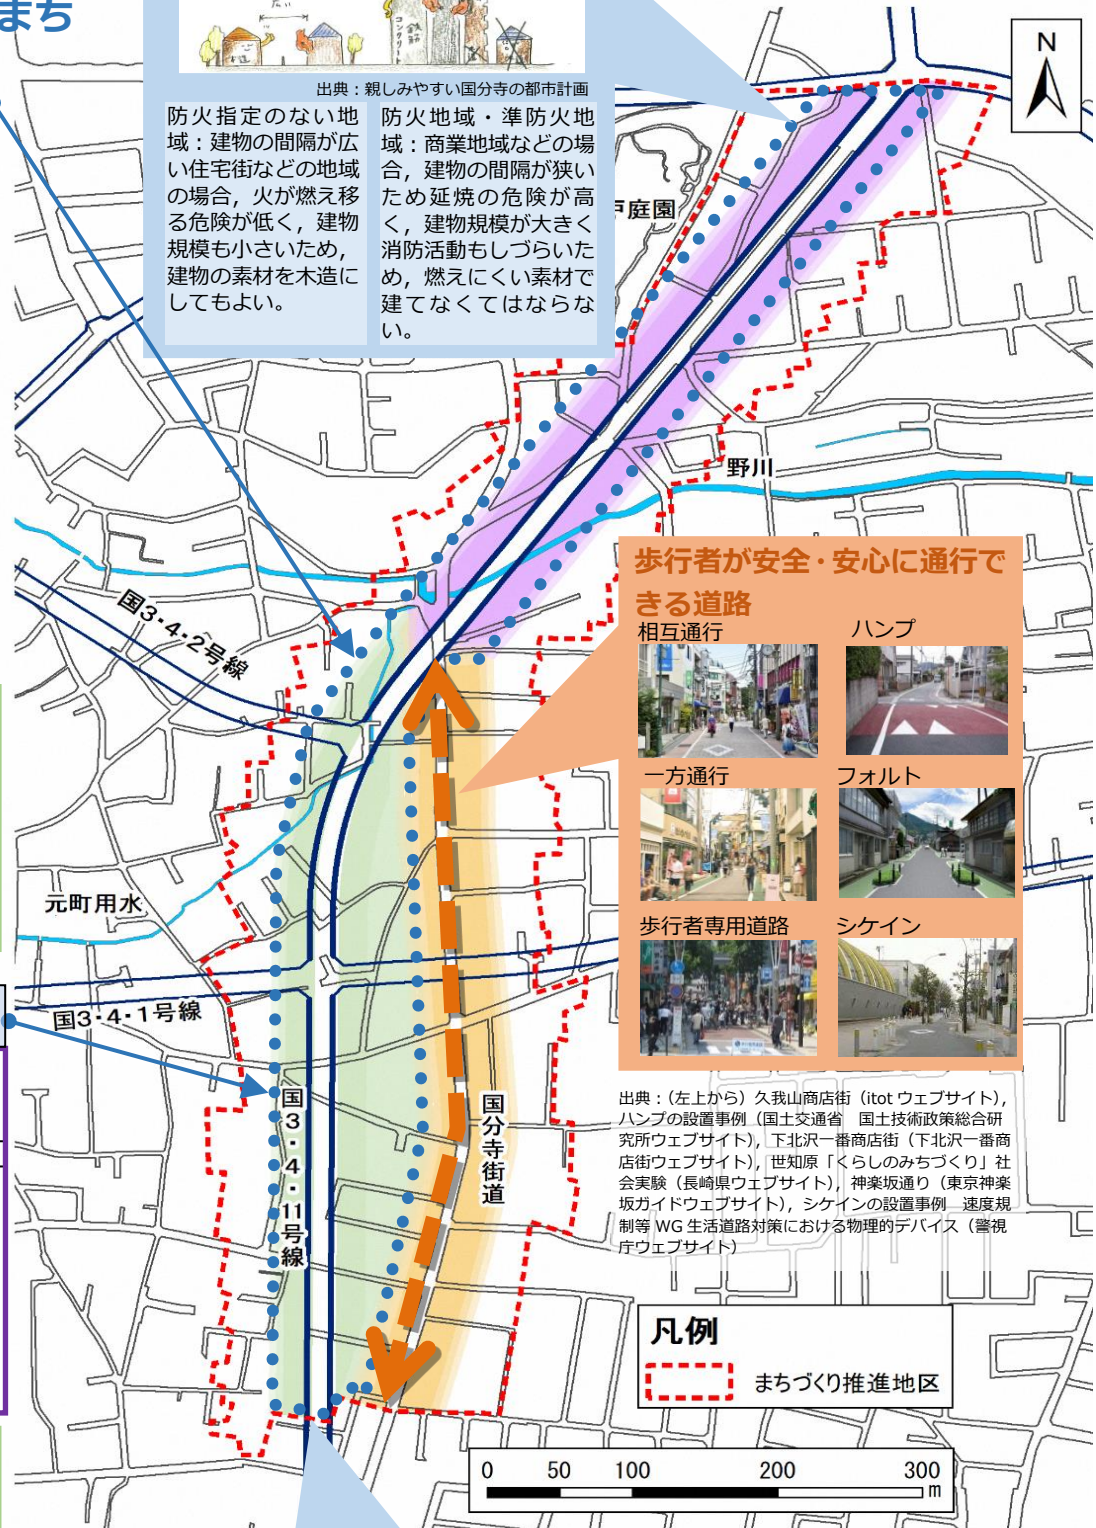 まち
広い
木造
鉄筋コンクリート
出典：親しみやすい国分寺の都市計画
防火指定のない地
域：建物の間隔が広
い住宅街などの地域
の場合，火が燃え移
る危険が低く，建物
規模も小さいため，
建物の素材を木造に
してもよい。
防火地域・準防火地
域：商業地域などの場
合，建物の間隔が狭い
ため延焼の危険が高
く，建物規模が大きく
消防活動もしづらいた
め，燃えにくい素材で
建てなくてはならな
い。
N
庭園
野川
国3・4・2号線
歩行者が安全・安心に通行で
きる道路
相互通行
ハンプ
一方通行
フォルト
歩行者専用道路
シケイン
元町用水
国3・4・1号線
国3・4・11号線
国分寺街道
出典：（左上から）久我山商店街（itot ウェブサイト），
ハンプの設置事例（国土交通省　国土技術政策総合研
究所ウェブサイト），下北沢一番商店街（下北沢一番商
店街ウェブサイト），世知原「くらしのみちづくり」社
会実験（長崎県ウェブサイト），神楽坂通り（東京神楽
坂ガイドウェブサイト），シケインの設置事例　速度規
制等 WG 生活道路対策における物理的デバイス（警視
庁ウェブサイト）
凡例
まちづくり推進地区
0 50 100 200 300
m